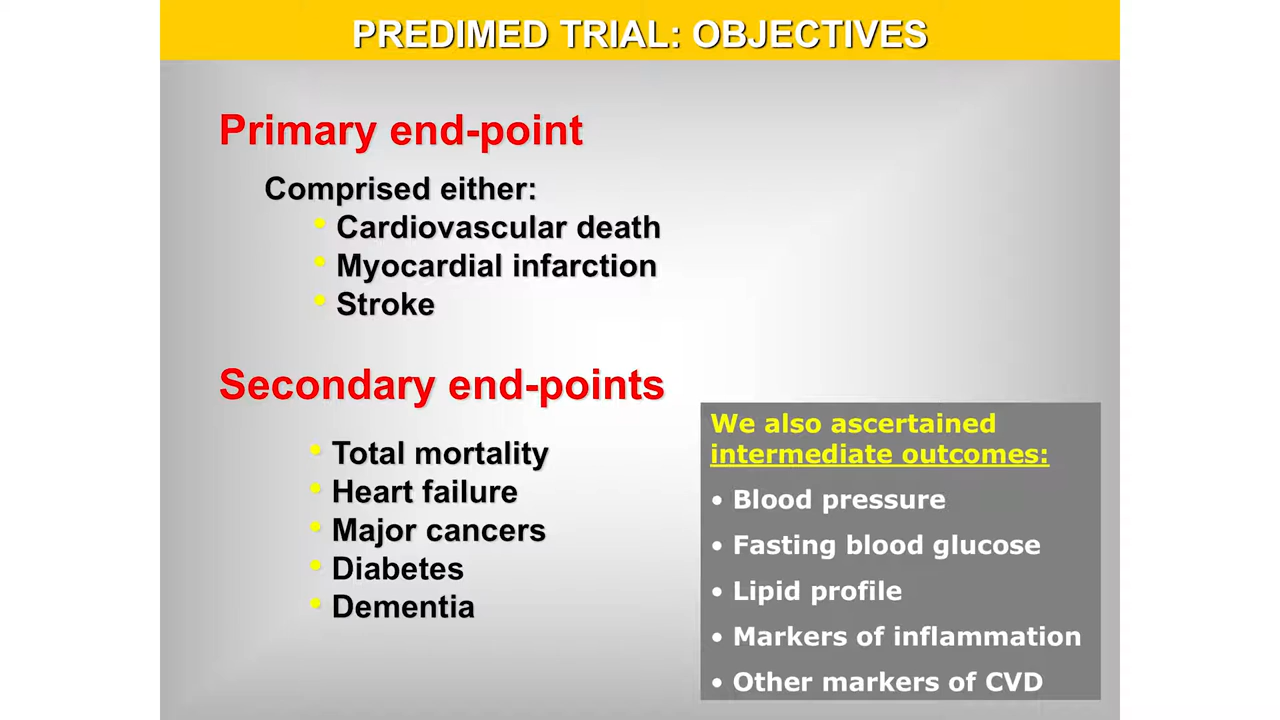 PREDIMED TRIAL: OBJECTIVES
Primary end-point
Comprised either:
• Cardiovascular death
• Myocardial infarction
• Stroke
Secondary end-points
• Total mortality
• Heart failure
• Major cancers
• Diabetes
• Dementia
We also ascertained
intermediate outcomes:
• Blood pressure
• Fasting blood glucose
• Lipid profile
• Markers of inflammation
• Other markers of CVD